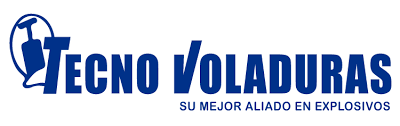 TECNO VOLADURAS
SU MEJOR ALIADO EN EXPLOSIVOS